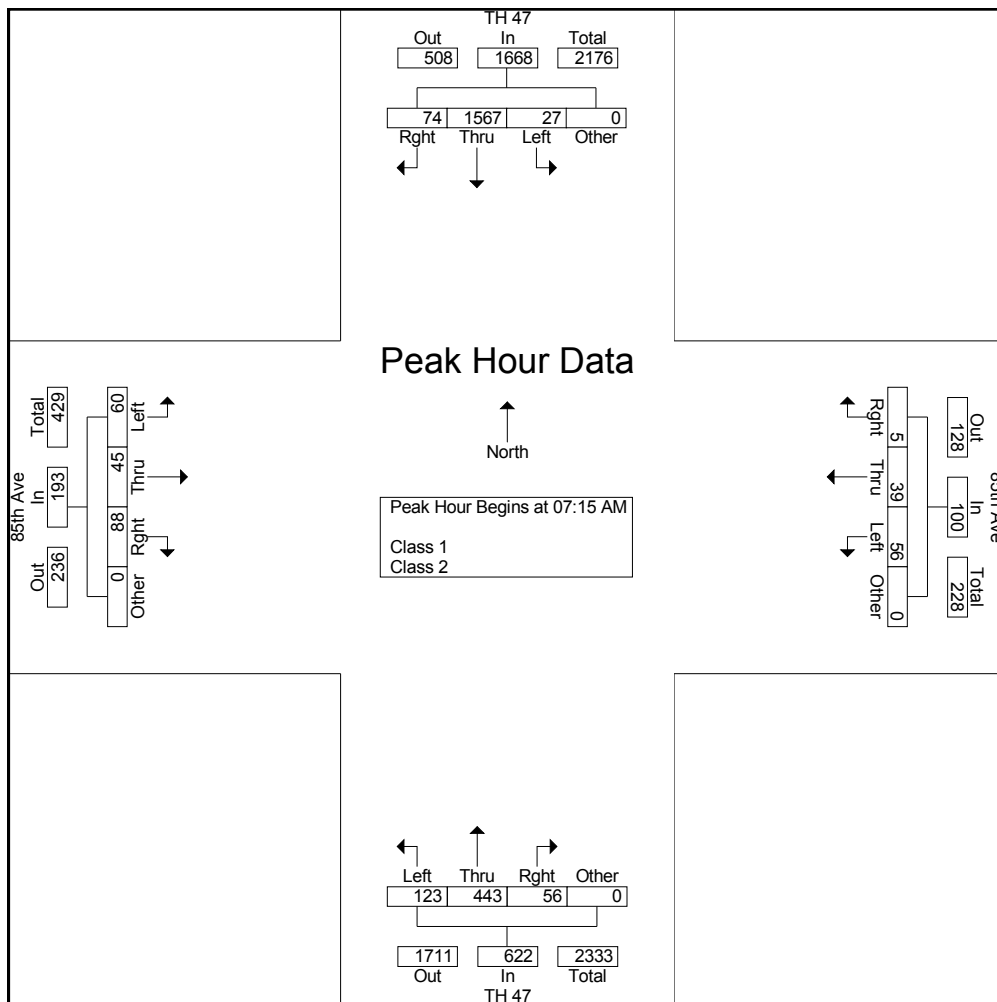 TH 47
Out In Total
508 1668 2176
74 1567 27 0
Rght Thru Left Other
Peak Hour Data
North
Peak Hour Begins at 07:15 AM
Class 1
Class 2
85th Ave
Total In Out
429 193 236
60 45 88 0
Left Thru Rght Other
Rght Thru Left Other
5 39 56 0
Out In Total
128 100 228
85th Ave
Left Thru Rght Other
123 443 56 0
1711 622 2333
Out In Total
TH 47